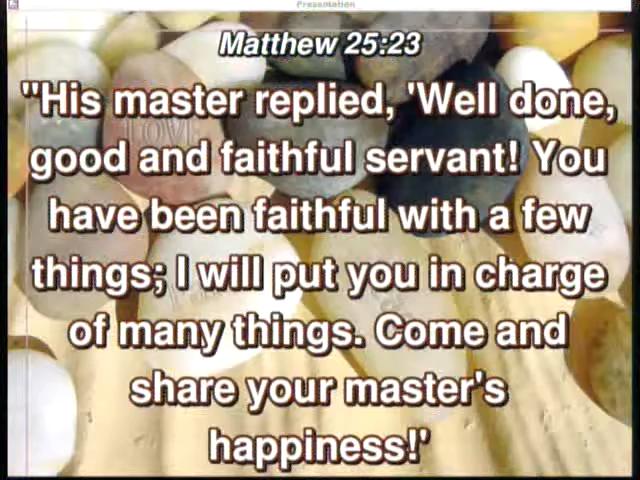 Presentation
Matthew 25:23
"His master replied, 'Well done,
good and faithful servant! You
have been faithful with a few
things; I will put you in charge
of many things. Come and
share your master's
happiness!'
LOVE